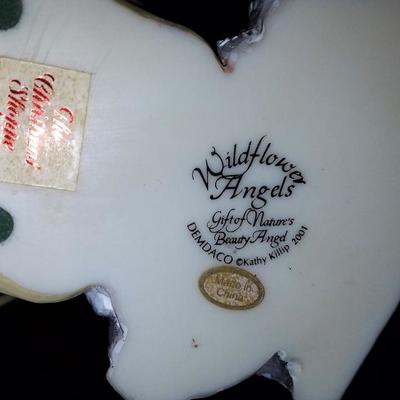 The
Christmas
Shoppe
Wildflower
Angels
Gift of Nature's
Beauty Angel
DEMDACO ©Kathy Killip 2001
Made in
China